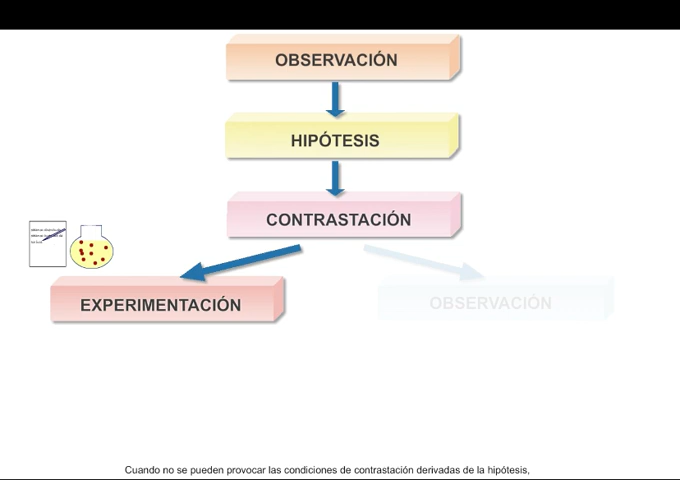 OBSERVACIÓN
HIPÓTESIS
CONTRASTACIÓN
EXPERIMENTACIÓN
OBSERVACIÓN
Cuando no se pueden provocar las condiciones de contrastación derivadas de la hipótesis,